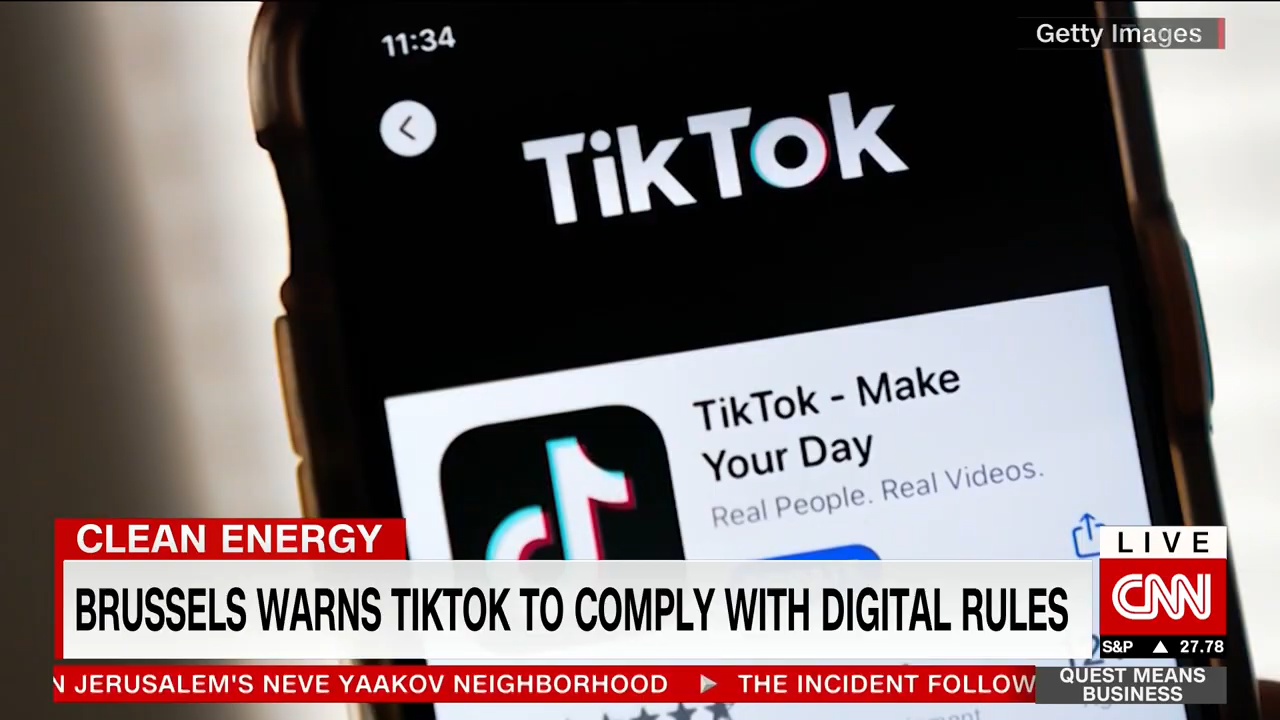 11:34
Getty Images
TikTok
TikTok - Make
Your Day
Real People. Real Videos.
CLEAN ENERGY
BRUSSELS WARNS TIKTOK TO COMPLY WITH DIGITAL RULES
LIVE
CNN
S&P ▲ 27.78
N JERUSALEM'S NEVE YAAKOV NEIGHBORHOOD ▶ THE INCIDENT FOLLOW
QUEST MEANS
BUSINESS